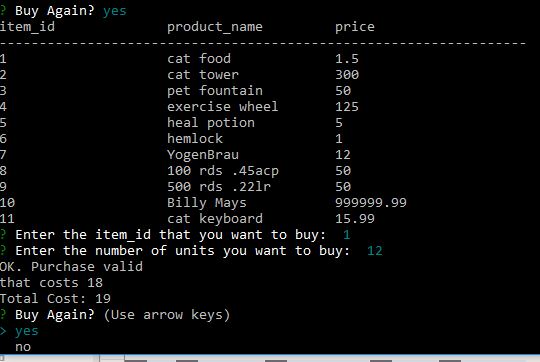 ? Buy Again? yes
item_id product_name price
--------------------------------------------------------------------
1 cat food 1.5
2 cat tower 300
3 pet fountain 50
4 exercise wheel 125
5 heal potion 5
6 hemlock 1
7 YogenBrau 12
8 100 rds .45acp 50
9 500 rds .22lr 50
10 Billy Mays 999999.99
11 cat keyboard 15.99
? Enter the item_id that you want to buy: 1
? Enter the number of units you want to buy: 12
OK. Purchase valid
that costs 18
Total Cost: 19
? Buy Again? (Use arrow keys)
> yes
no